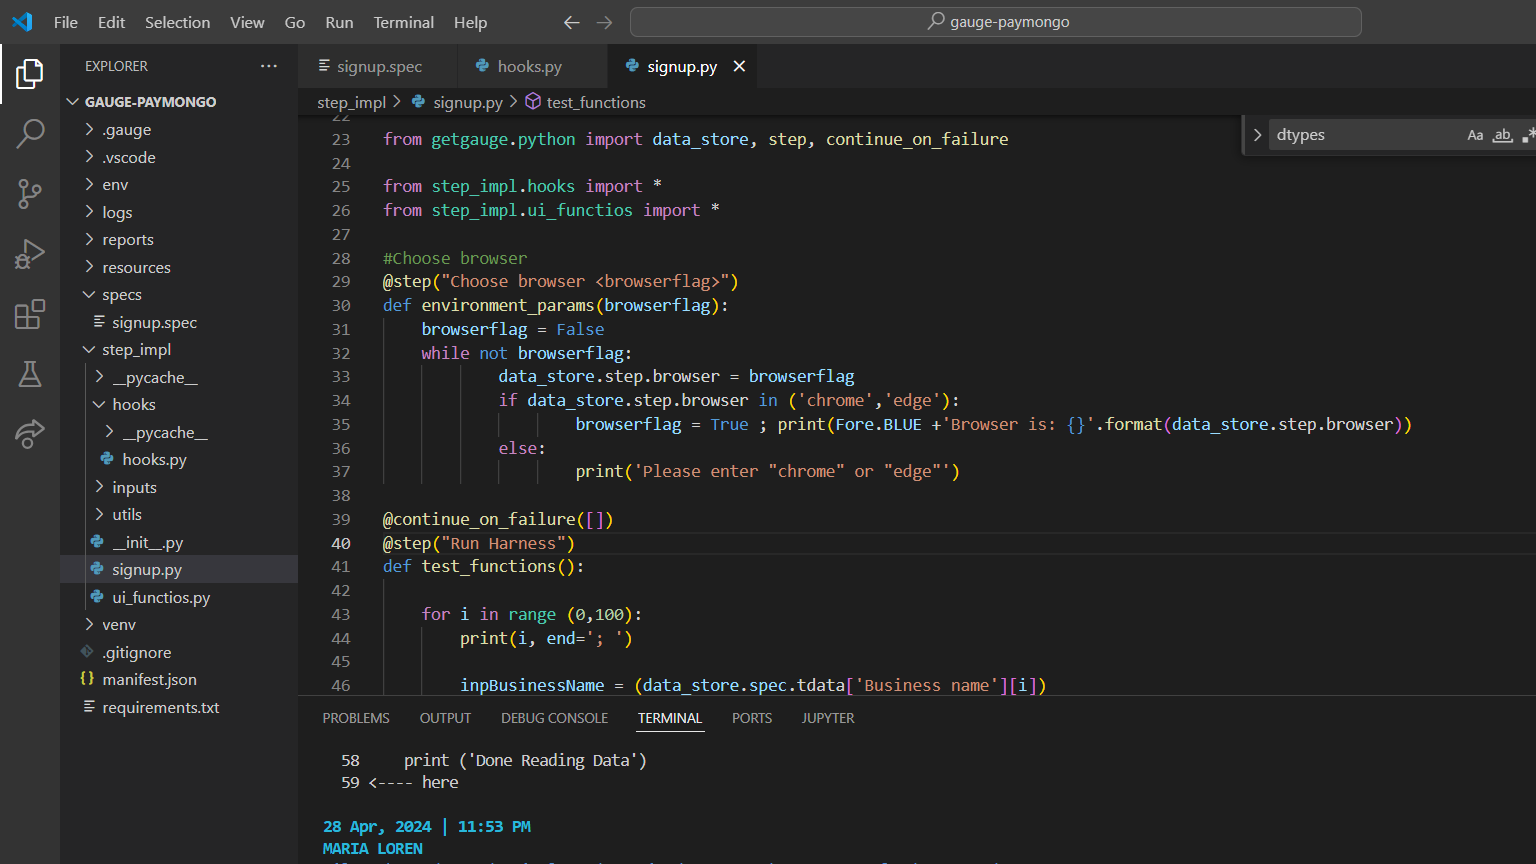 File Edit Selection View Go Run Terminal Help
gauge-paymongo
EXPLORER
signup.spec
hooks.py
signup.py
GAUGE-PAYMONGO
.gauge
.vscode
env
logs
reports
resources
specs
signup.spec
step_impl
__pycache__
hooks
__pycache__
hooks.py
inputs
utils
__init__.py
signup.py
ui_functios.py
venv
.gitignore
manifest.json
requirements.txt
step_impl > signup.py > test_functions
dtypes Aa ab
22
23 from getgauge.python import data_store, step, continue_on_failure
24
25 from step_impl.hooks import *
26 from step_impl.ui_functios import *
27
28 #Choose browser
29 @step("Choose browser <browserflag>")
30 def environment_params(browserflag):
31 browserflag = False
32 while not browserflag:
33 data_store.step.browser = browserflag
34 if data_store.step.browser in ('chrome','edge'):
35 browserflag = True ; print(Fore.BLUE +'Browser is: {}'.format(data_store.step.browser))
36 else:
37 print('Please enter "chrome" or "edge"')
38
39 @continue_on_failure([])
40 @step("Run Harness")
41 def test_functions():
42
43 for i in range (0,100):
44 print(i, end='; ')
45
46 inpBusinessName = (data_store.spec.tdata['Business name'][i])
PROBLEMS OUTPUT DEBUG CONSOLE TERMINAL PORTS JUPYTER
58 print ('Done Reading Data')
59 <---- here
28 Apr, 2024 | 11:53 PM
MARIA LOREN